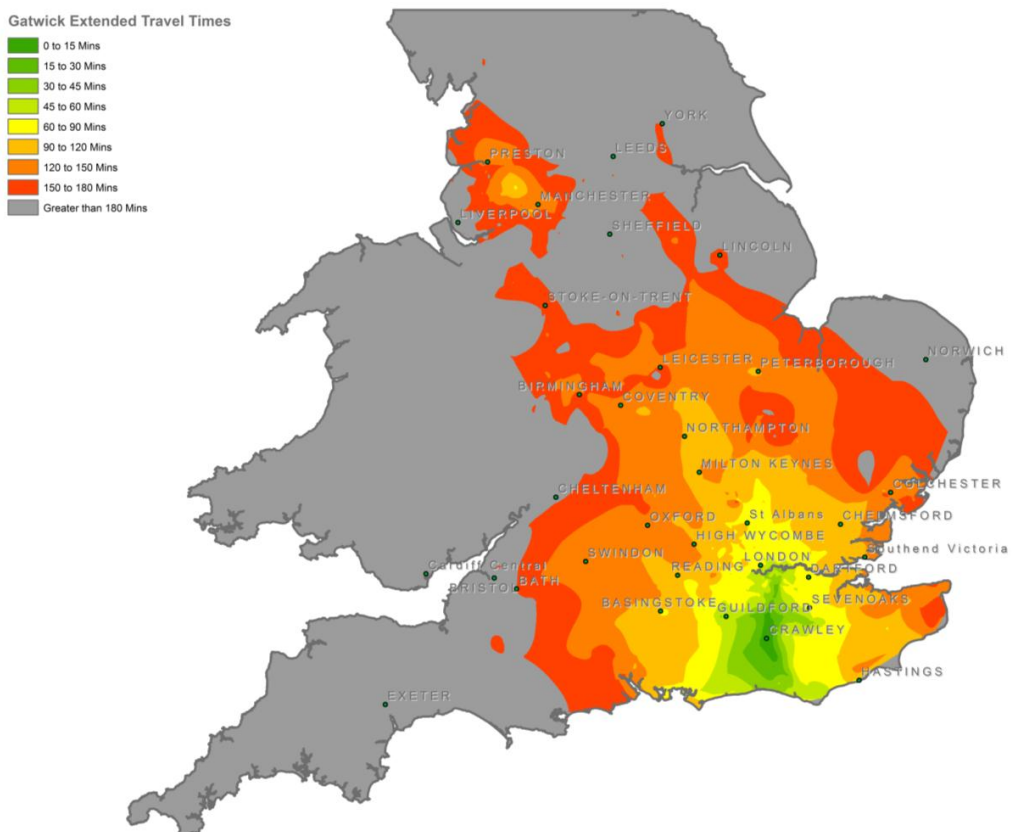 Gatwick Extended Travel Times
0 to 15 Mins
15 to 30 Mins
30 to 45 Mins
45 to 60 Mins
60 to 90 Mins
90 to 120 Mins
120 to 150 Mins
150 to 180 Mins
Greater than 180 Mins
YORK
LEEDS
PRESTON
MANCHESTER
LIVERPOOL
SHEFFIELD
LINCOLN
STOKE-ON-TRENT
NORWICH
LEICESTER
PETERBOROUGH
BIRMINGHAM
COVENTRY
NORTHAMPTON
MILTON KEYNES
COLCHESTER
CHELTENHAM
OXFORD
St Albans
CHELMSFORD
HIGH WYCOMBE
Southend Victoria
SWINDON
LONDON
Cardiff Central
READING
DARTFORD
BRISTOL
BATH
BASINGSTOKE
GUILDFORD
SEVENOAKS
CRAWLEY
HASTINGS
EXETER